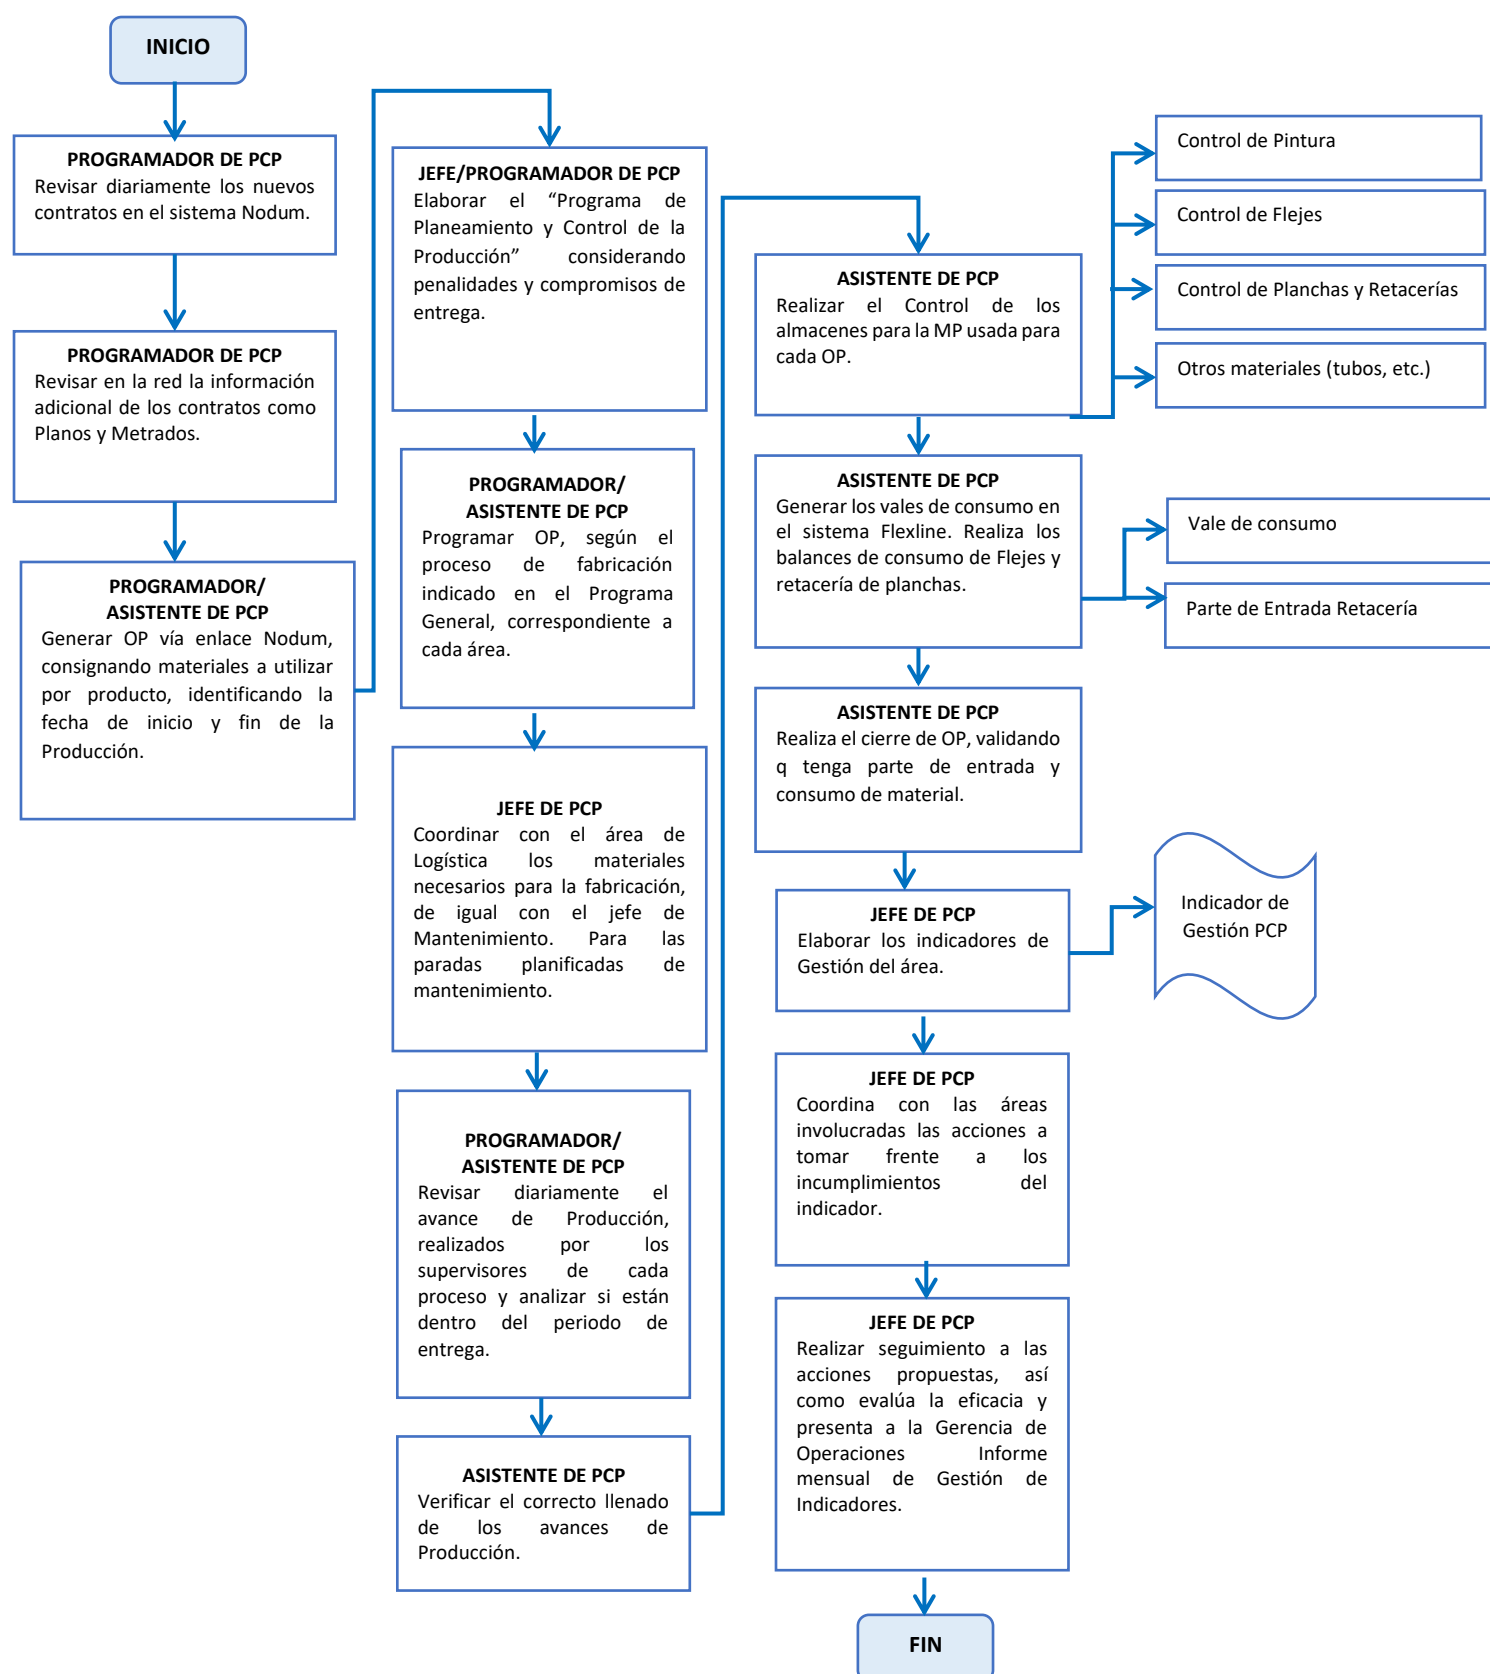 INICIO
PROGRAMADOR DE PCP
Revisar diariamente los nuevos
contratos en el sistema Nodum.
PROGRAMADOR DE PCP
Revisar en la red la información
adicional de los contratos como
Planos y Metrados.
PROGRAMADOR/
ASISTENTE DE PCP
Generar OP vía enlace Nodum,
consignando materiales a utilizar
por producto, identificando la
fecha de inicio y fin de la
Producción.
JEFE/PROGRAMADOR DE PCP
Elaborar el “Programa de
Planeamiento y Control de la
Producción” considerando
penalidades y compromisos de
entrega.
PROGRAMADOR/
ASISTENTE DE PCP
Programar OP, según el
proceso de fabricación
indicado en el Programa
General, correspondiente a
cada área.
JEFE DE PCP
Coordinar con el área de
Logística los materiales
necesarios para la fabricación,
de igual con el jefe de
Mantenimiento. Para las
paradas planificadas de
mantenimiento.
PROGRAMADOR/
ASISTENTE DE PCP
Revisar diariamente el
avance de Producción,
realizados por los
supervisores de cada
proceso y analizar si están
dentro del periodo de
entrega.
ASISTENTE DE PCP
Verificar el correcto llenado
de los avances de
Producción.
ASISTENTE DE PCP
Realizar el Control de los
almacenes para la MP usada para
cada OP.
Control de Pintura
Control de Flejes
Control de Planchas y Retacerías
Otros materiales (tubos, etc.)
ASISTENTE DE PCP
Generar los vales de consumo en
el sistema Flexline. Realiza los
balances de consumo de Flejes y
retacería de planchas.
Vale de consumo
Parte de Entrada Retacería
ASISTENTE DE PCP
Realiza el cierre de OP, validando
q tenga parte de entrada y
consumo de material.
JEFE DE PCP
Elaborar los indicadores de
Gestión del área.
Indicador de
Gestión PCP
JEFE DE PCP
Coordina con las áreas
involucradas las acciones a
tomar frente a los
incumplimientos del
indicador.
JEFE DE PCP
Realizar seguimiento a las
acciones propuestas, así
como evalúa la eficacia y
presenta a la Gerencia de
Operaciones Informe
mensual de Gestión de
Indicadores.
FIN